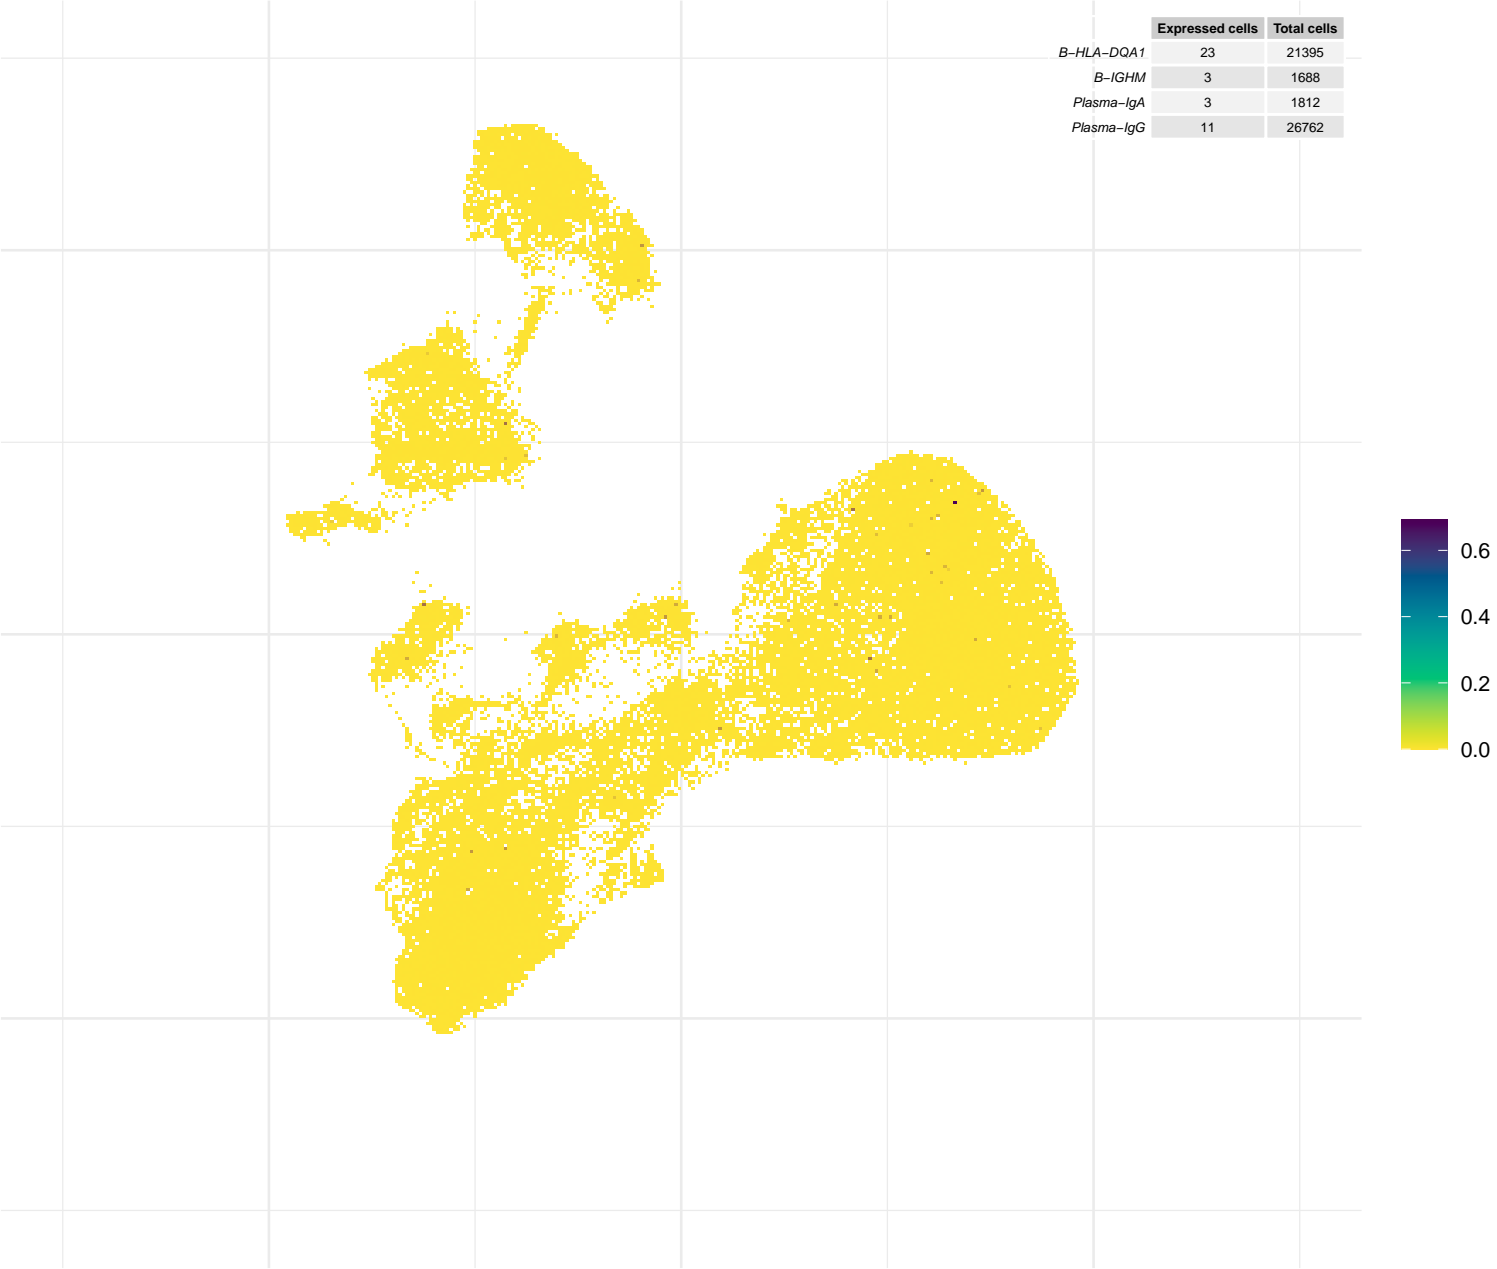 Expressed cells Total cells
B−HLA−DQA1 23 21395
B−IGHM 3 1688
Plasma−IgA 3 1812
Plasma−IgG 11 26762
0.6
0.4
0.2
0.0